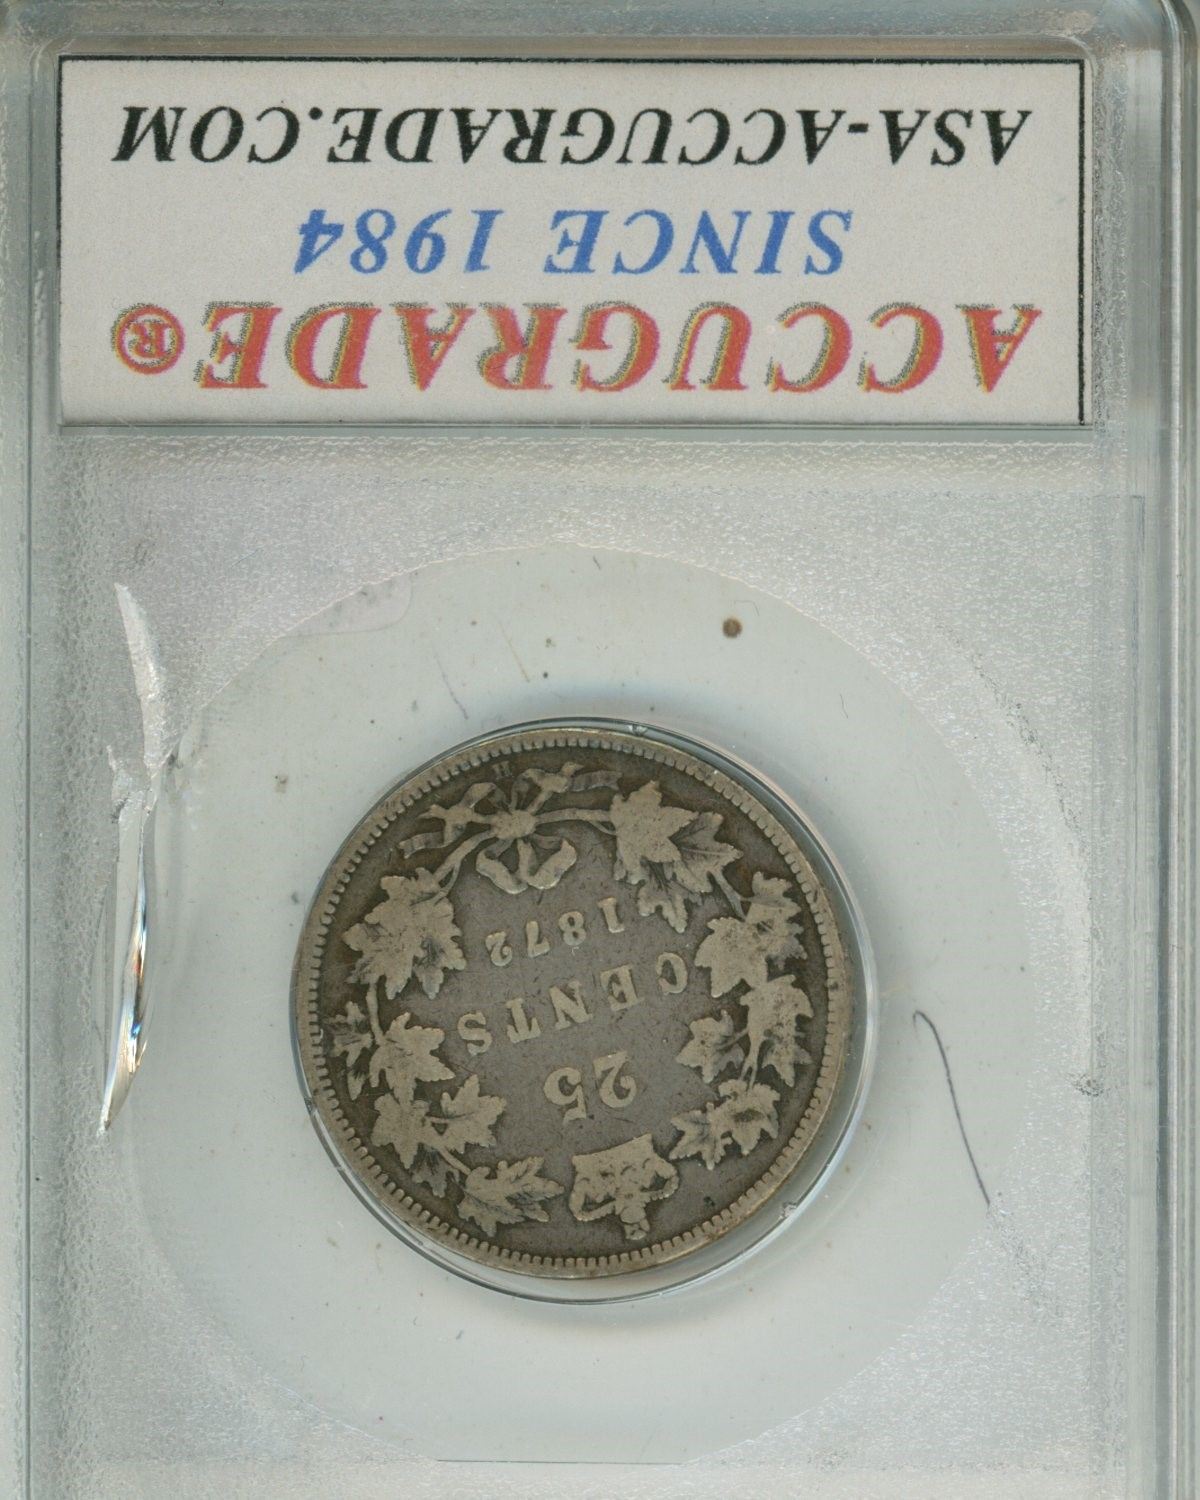 ACCUGRADE®
SINCE 1984
ASA-ACCUGRADE.COM
25
CENTS
1872
H